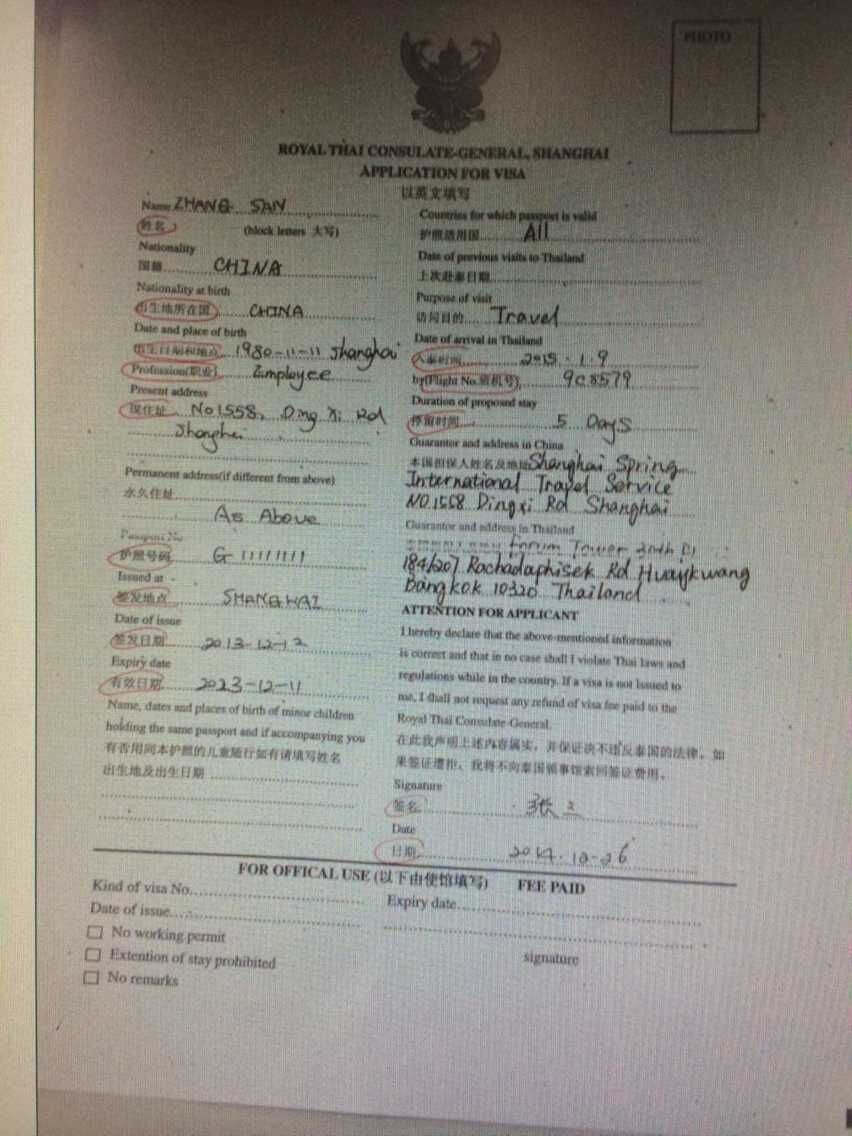 PHOTO
ROYAL THAI CONSULATE-GENERAL, SHANGHAI
APPLICATION FOR VISA
以英文填写
Name ZHANG SAN
姓名 (block letters 大写)
Nationality
国籍 CHINA
Nationality at birth
出生地所在国 CHINA
Date and place of birth
出生日期和地点 1980-11-11 Shanghai
Profession(职业) Employee
Present address
现住址 No1558, Ding Xi Rd
Shanghai
Permanent address(if different from above)
永久住址
As Above
Passport No
护照号码 G 11111111
Issued at
签发地点 SHANGHAI
Date of issue
签发日期 2013-12-12
Expiry date
有效日期 2023-12-11
Name, dates and places of birth of minor children
holding the same passport and if accompanying you
有否用同本护照的儿童随行如有请填写姓名
出生地及出生日期
Countries for which passport is valid
护照适用国 All
Date of previous visits to Thailand
上次赴泰日期
Purpose of visit
访问目的 Travel
Date of arrival in Thailand
入泰时间 2015.1.9
by(Flight No.班机号) 9C8579
Duration of proposed stay
停留时间 5 Days
Guarantor and address in China
本国担保人姓名及地址 Shanghai Spring
International Travel Service
NO.1558 Dingxi Rd Shanghai
Guarantor and address in Thailand
Forum Tower 30th Fl
184/207 Rachadaphisek Rd Huaykwang
Bangkok 10320 Thailand
ATTENTION FOR APPLICANT
I hereby declare that the above-mentioned information
is correct and that in no case shall I violate Thai laws and
regulations while in the country. If a visa is not issued to
me, I shall not request any refund of visa fee paid to the
Royal Thai Consulate-General
在此我声明上述内容属实，并保证决不违反泰国的法律。如
果签证遭拒，我将不向泰国领事馆索回签证费用。
Signature
签名 张三
Date
日期 2014.12-26
FOR OFFICAL USE (以下由使馆填写) FEE PAID
Kind of visa No.
Expiry date
Date of issue
No working permit
Extention of stay prohibited
signature
No remarks